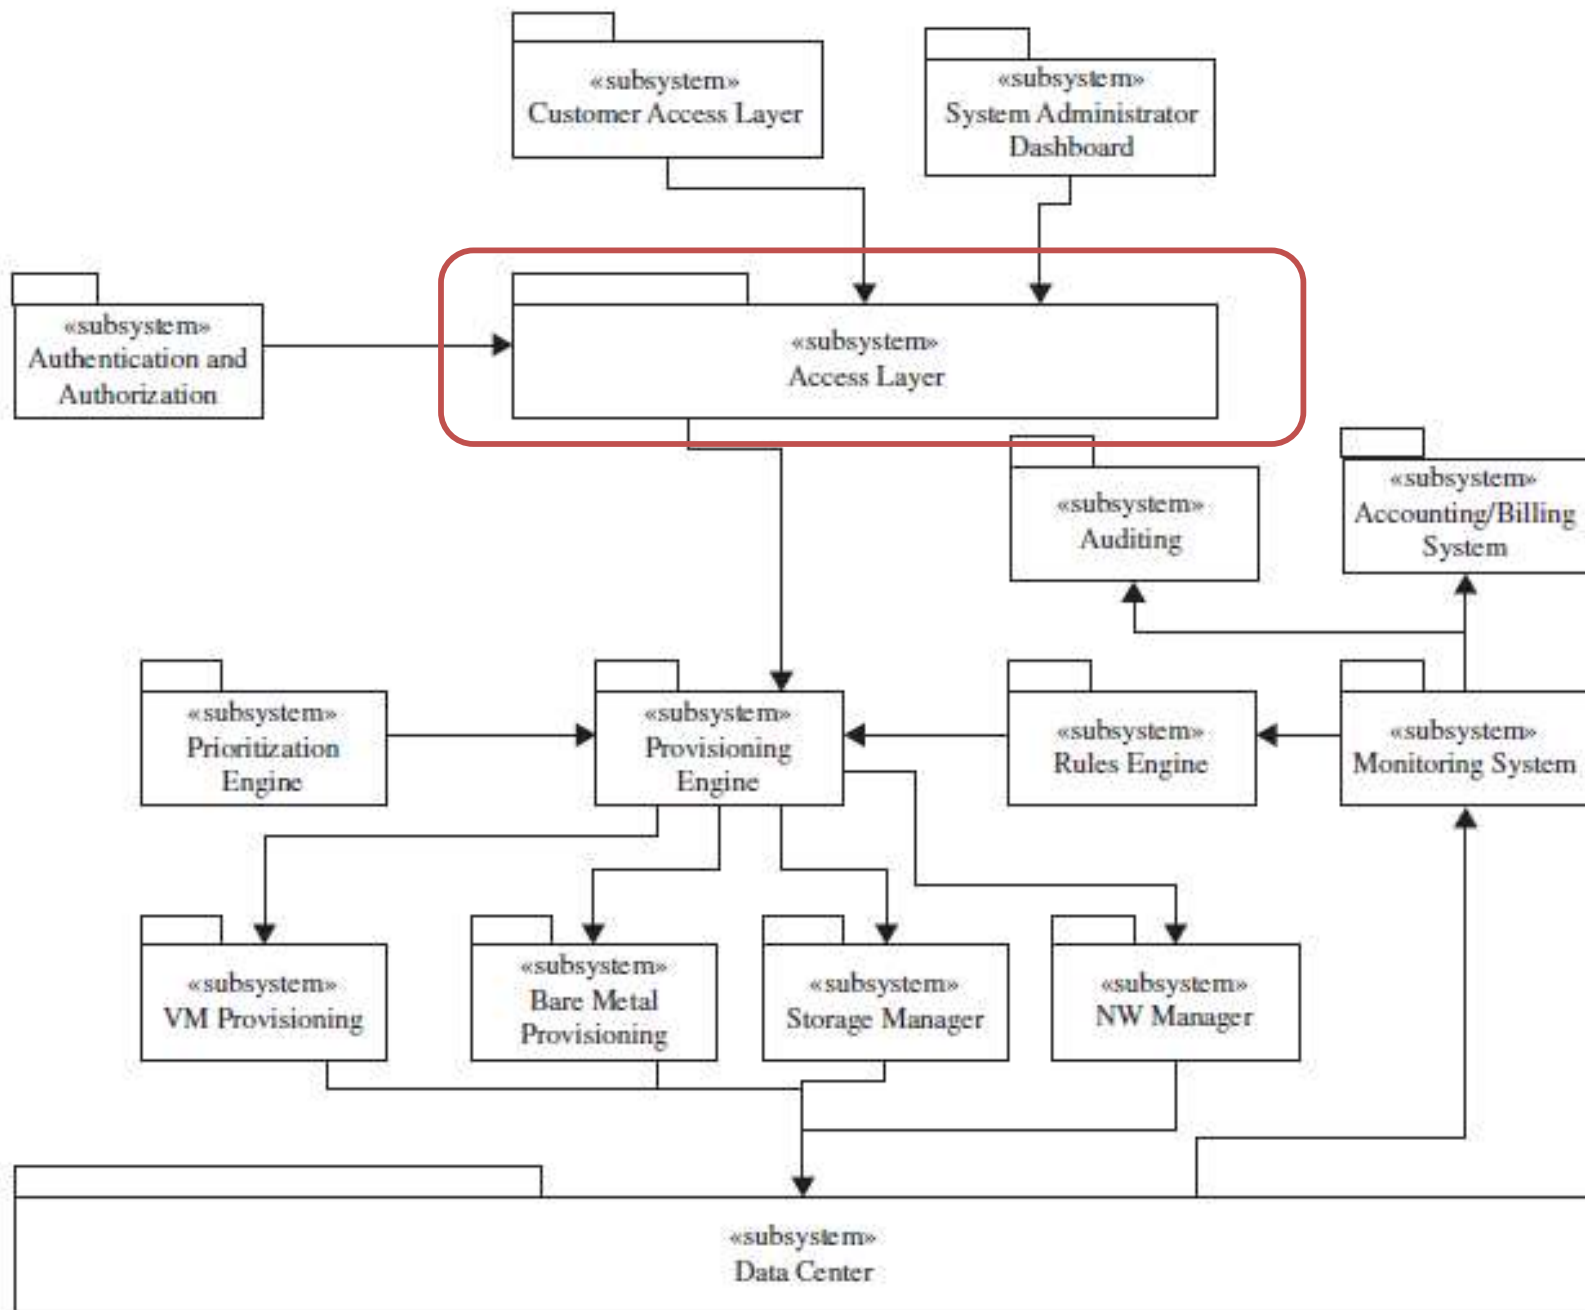 «subsystem»
Customer Access Layer
«subsystem»
System Administrator
Dashboard
«subsystem»
Authentication and
Authorization
«subsystem»
Access Layer
«subsystem»
Auditing
«subsystem»
Accounting/Billing
System
«subsystem»
Prioritization
Engine
«subsystem»
Provisioning
Engine
«subsystem»
Rules Engine
«subsystem»
Monitoring System
«subsystem»
VM Provisioning
«subsystem»
Bare Metal
Provisioning
«subsystem»
Storage Manager
«subsystem»
NW Manager
«subsystem»
Data Center